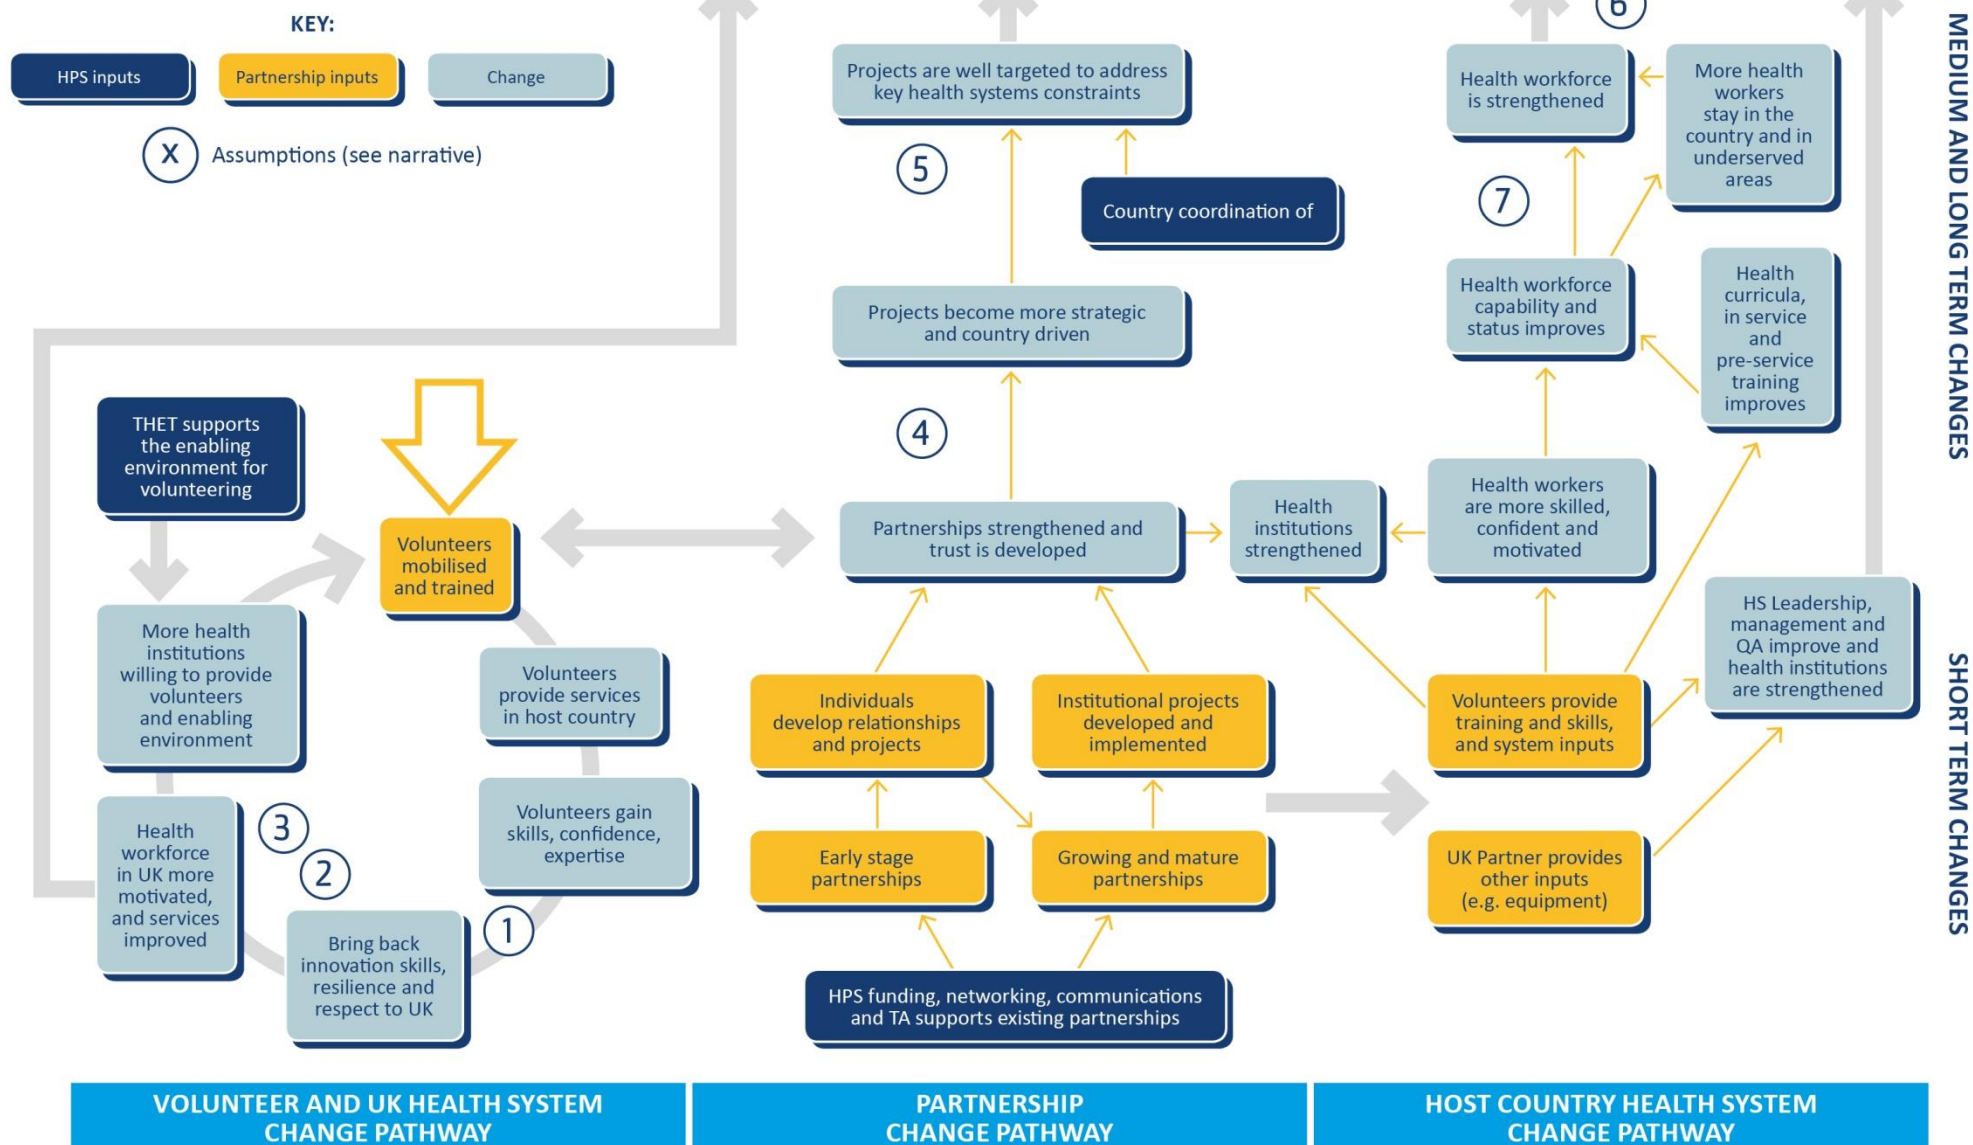 KEY:
HPS inputs
Partnership inputs
Change
X
Assumptions (see narrative)
THET supports
the enabling
environment for
volunteering
Volunteers
mobilised
and trained
More health
institutions
willing to provide
volunteers
and enabling
environment
Volunteers
provide services
in host country
Volunteers gain
skills, confidence,
expertise
Health
workforce
in UK more
motivated,
and services
improved
3
2
1
Bring back
innovation skills,
resilience and
respect to UK
VOLUNTEER AND UK HEALTH SYSTEM
CHANGE PATHWAY
Projects are well targeted to address
key health systems constraints
5
Country coordination of
Projects become more strategic
and country driven
4
Partnerships strengthened and
trust is developed
Individuals
develop relationships
and projects
Institutional projects
developed and
implemented
Early stage
partnerships
Growing and mature
partnerships
HPS funding, networking, communications
and TA supports existing partnerships
PARTNERSHIP
CHANGE PATHWAY
6
Health workforce
is strengthened
More health
workers
stay in the
country and in
underserved
areas
7
Health workforce
capability and
status improves
Health
curricula,
in service
and
pre-service
training
improves
Health
institutions
strengthened
Health workers
are more skilled,
confident and
motivated
HS Leadership,
management and
QA improve and
health institutions
are strengthened
Volunteers provide
training and skills,
and system inputs
UK Partner provides
other inputs
(e.g. equipment)
HOST COUNTRY HEALTH SYSTEM
CHANGE PATHWAY
MEDIUM AND LONG TERM CHANGES
SHORT TERM CHANGES